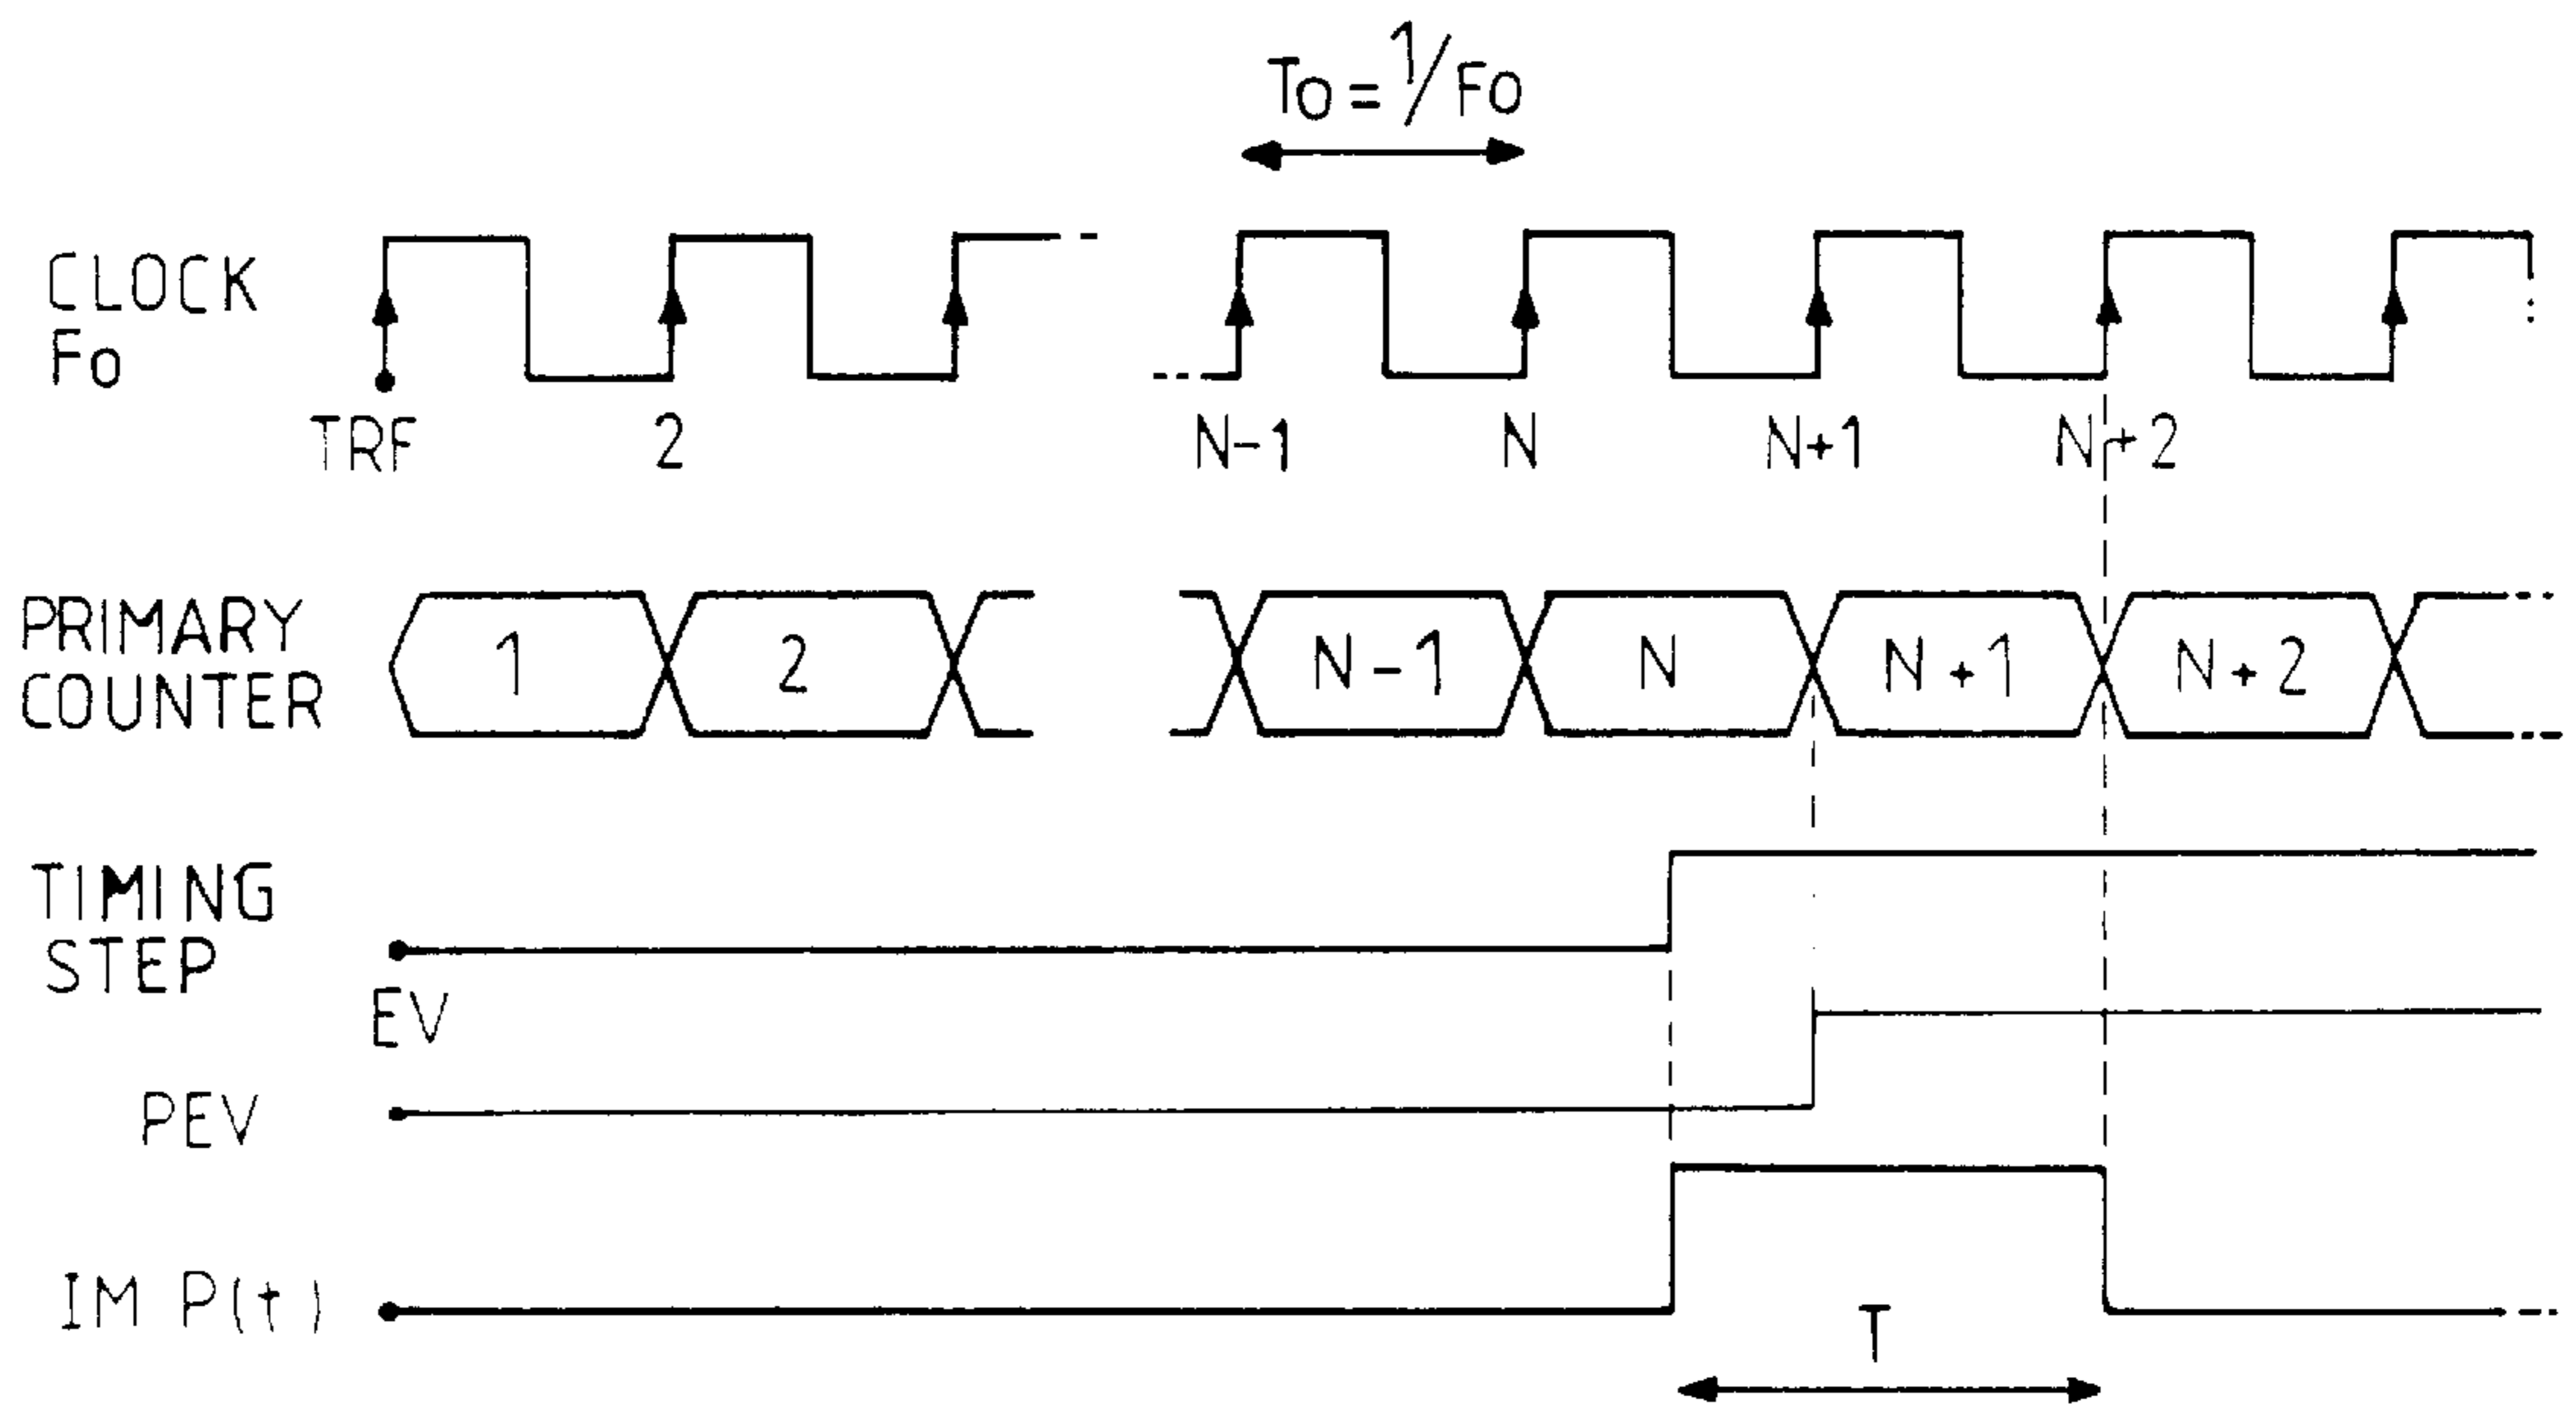 To = 1/Fo
CLOCK
Fo
TRF 2 N-1 N N+1 N+2
PRIMARY
COUNTER
1 2 N-1 N N+1 N+2
TIMING
STEP
EV
PEV
IM P(t)
T